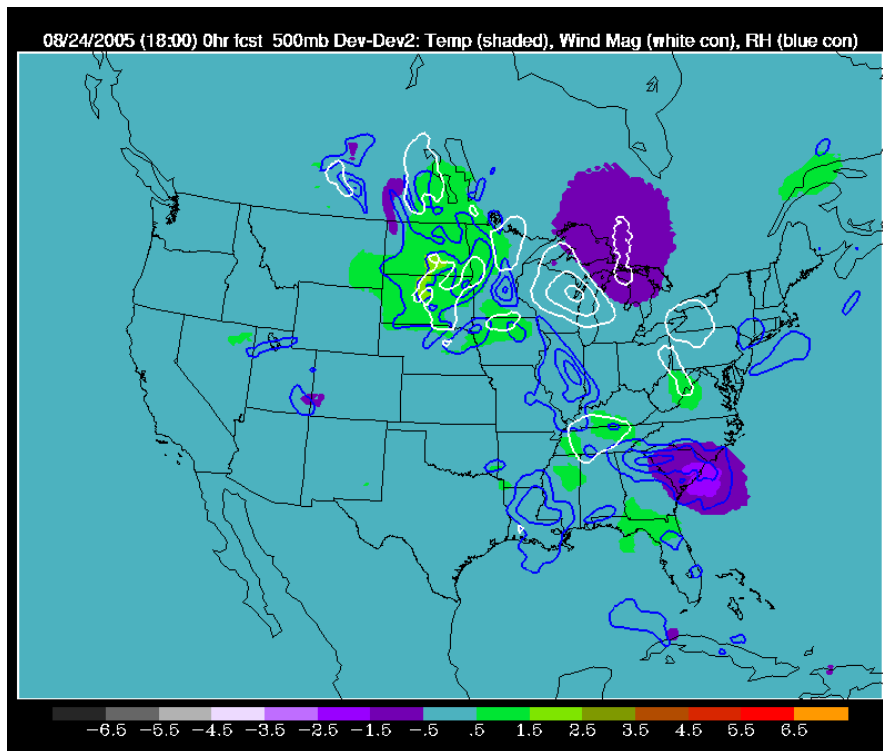 08/24/2005 (18:00) 0hr fcst 500mb Dev-Dev2: Temp (shaded), Wind Mag (white con), RH (blue con)
-6.5 -5.5 -4.5 -3.5 -2.5 -1.5 -.5 .5 1.5 2.5 3.5 4.5 5.5 6.5